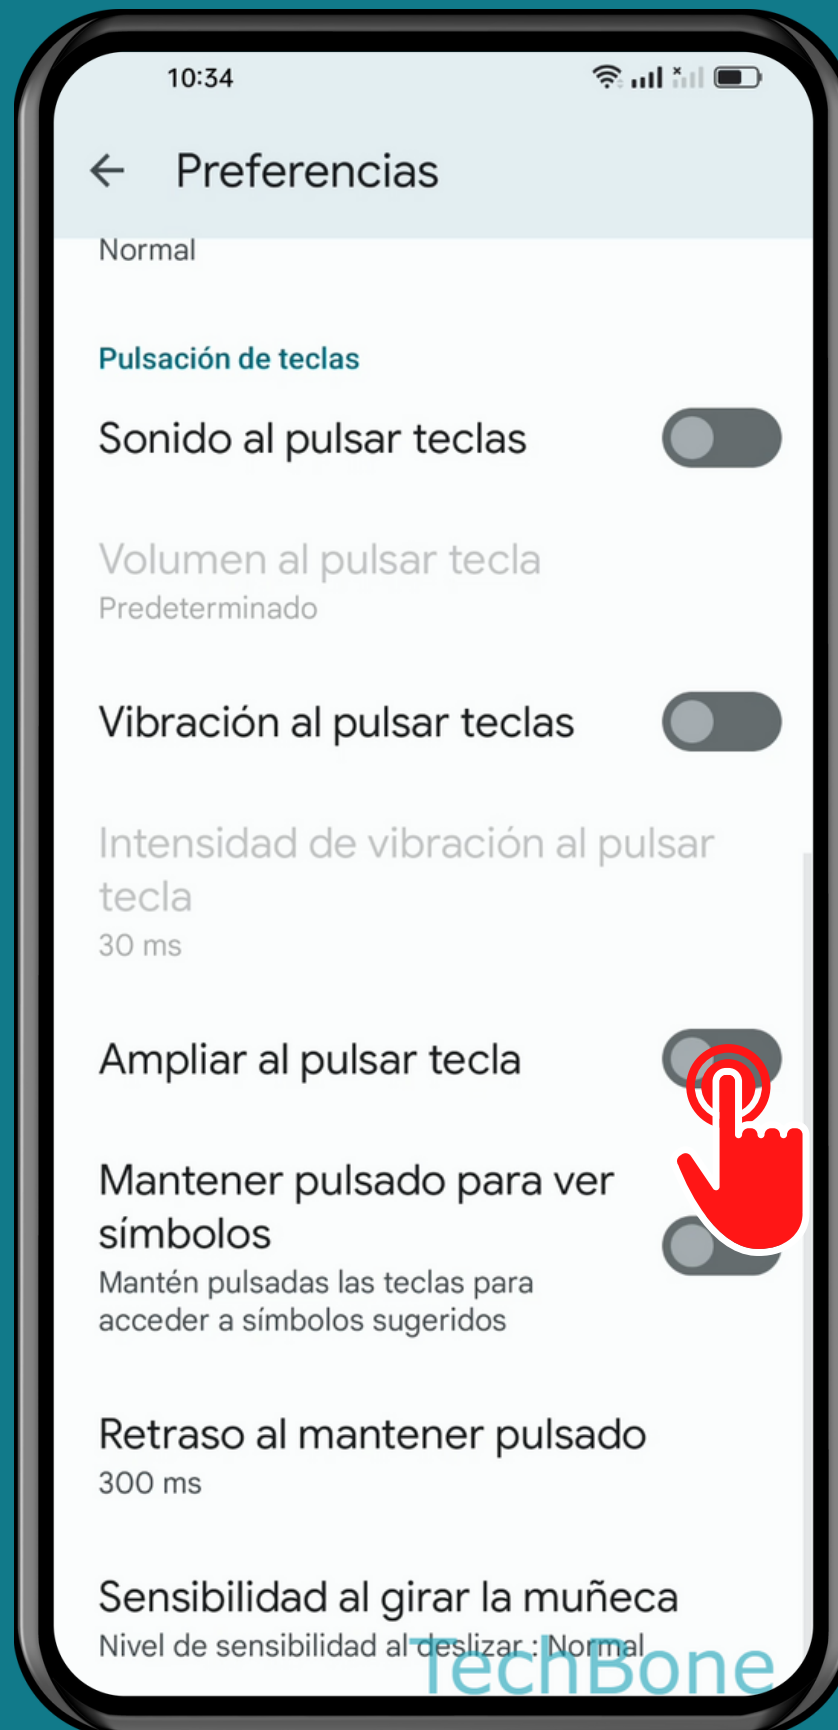 10:34
Preferencias
Normal
Pulsación de teclas
Sonido al pulsar teclas
Volumen al pulsar tecla
Predeterminado
Vibración al pulsar teclas
Intensidad de vibración al pulsar
tecla
30 ms
Ampliar al pulsar tecla
Mantener pulsado para ver
símbolos
Mantén pulsadas las teclas para
acceder a símbolos sugeridos
Retraso al mantener pulsado
300 ms
Sensibilidad al girar la muñeca
Nivel de sensibilidad al deslizar : Normal
TechBone